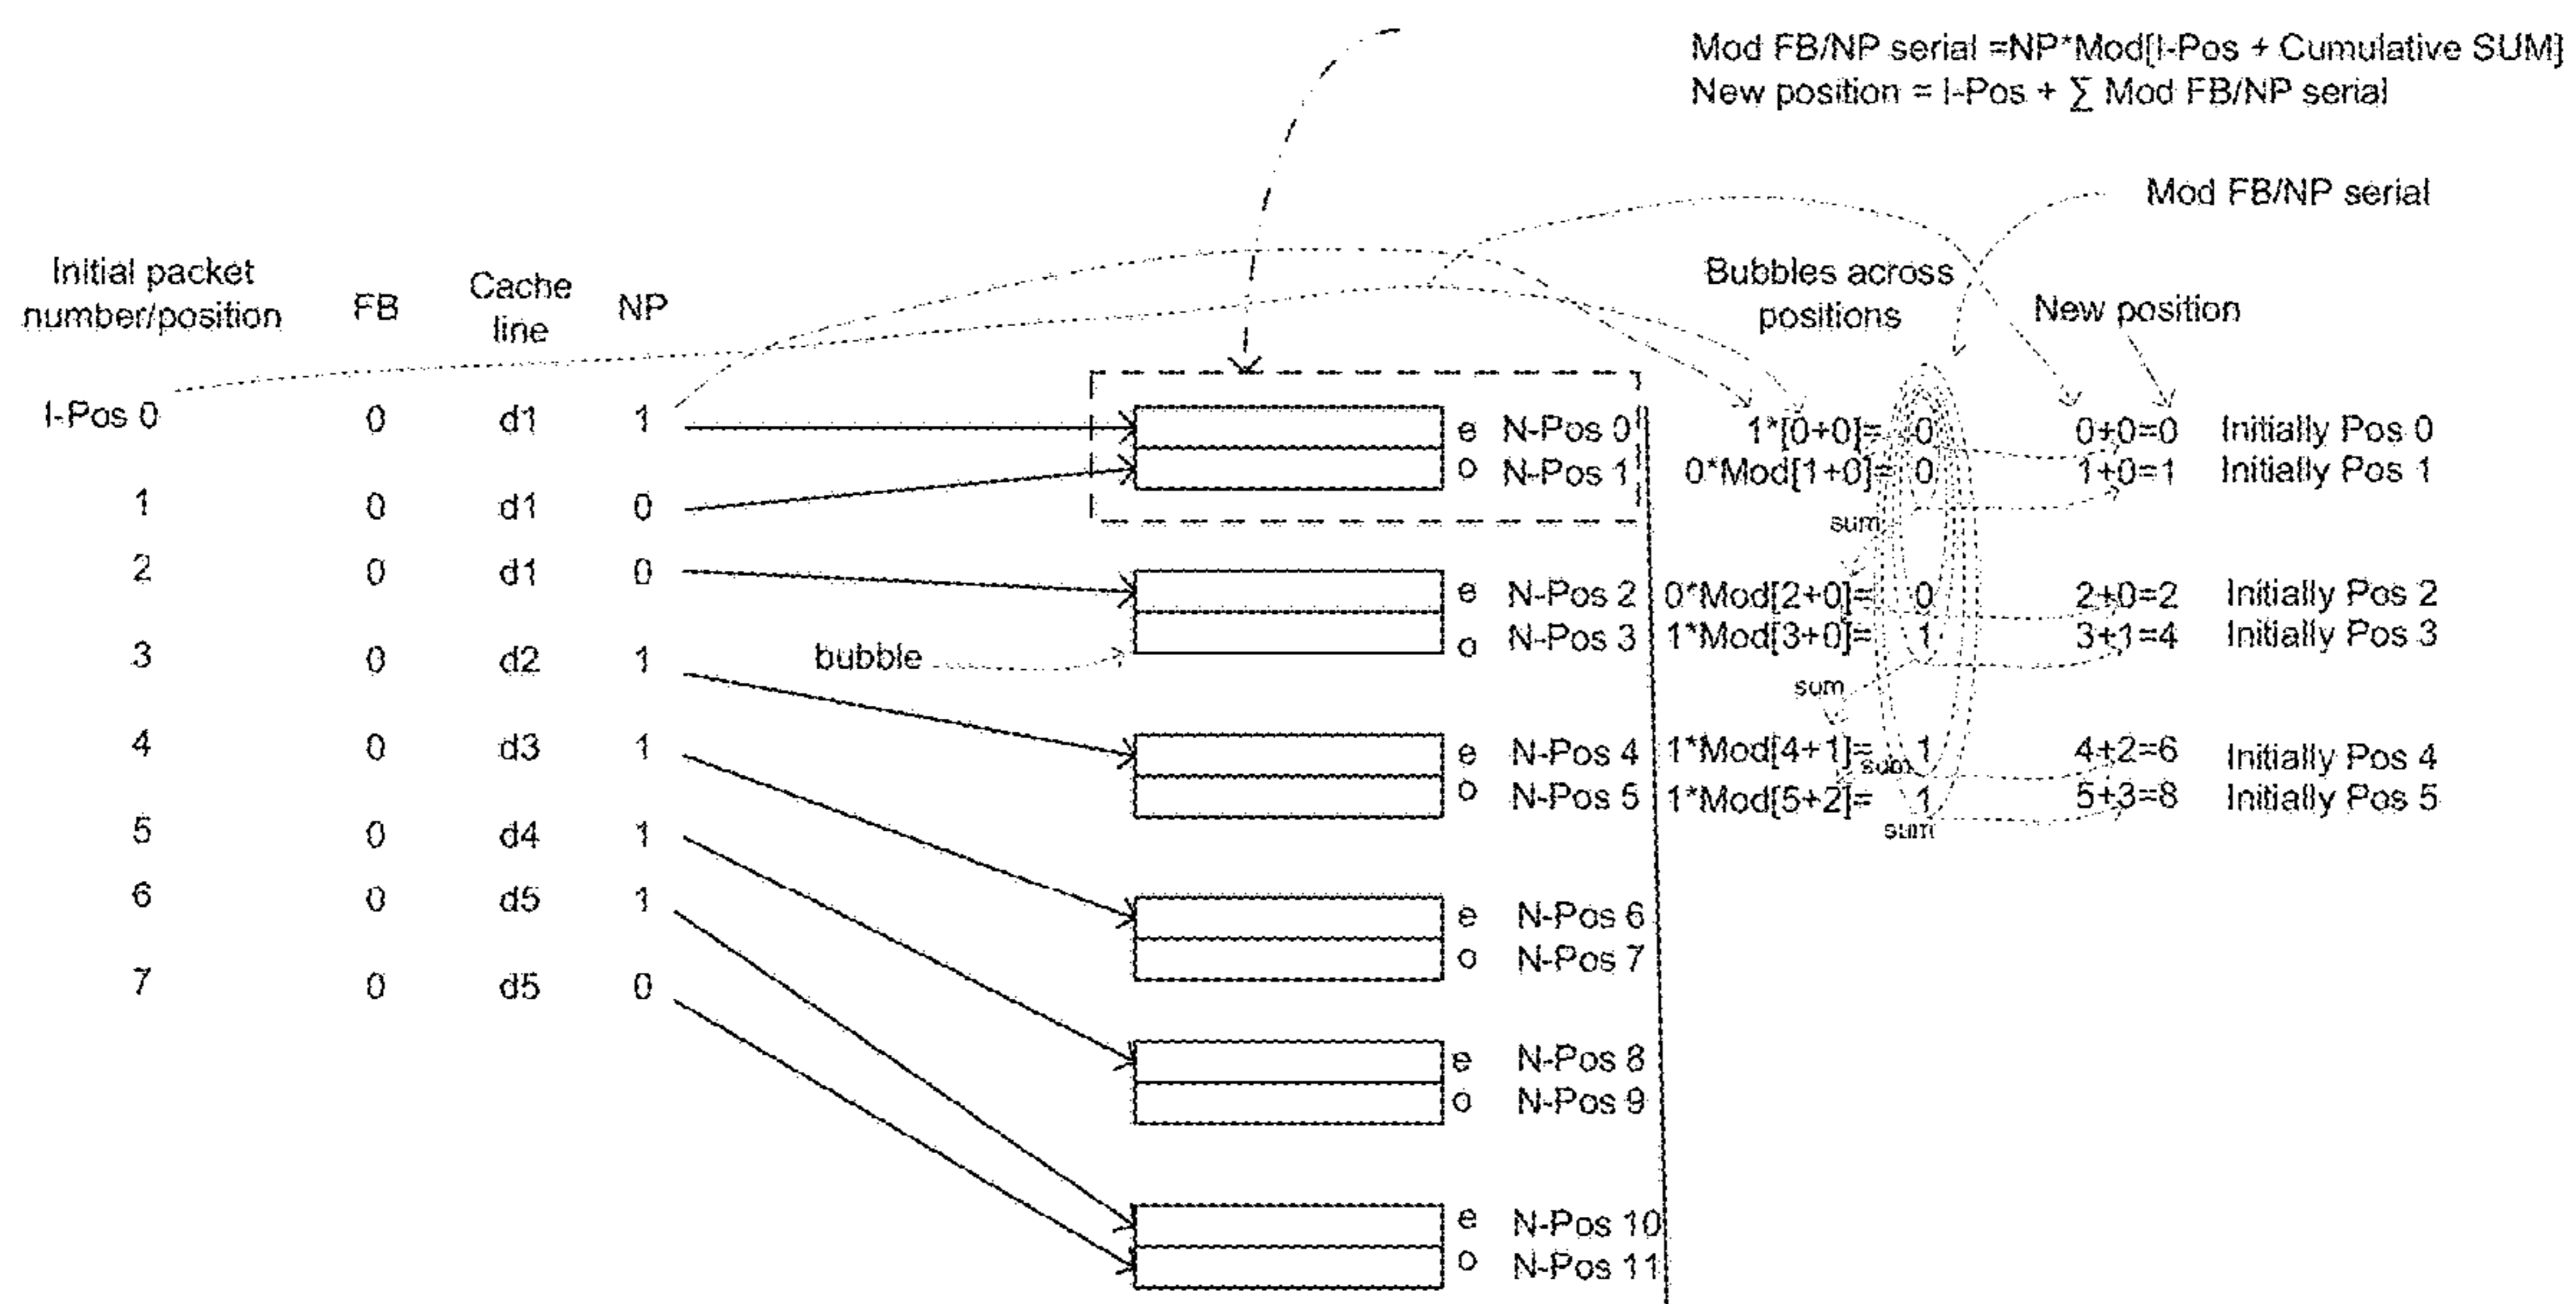 Mod FB/NP serial =NP*Mod[I-Pos + Cumulative SUM]
New position = I-Pos + ∑ Mod FB/NP serial
Mod FB/NP serial
Initial packet
number/position
FB
Cache
line
NP
Bubbles across
positions
New position
I-Pos 0 0 d1 1
1 0 d1 0
2 0 d1 0
3 0 d2 1
4 0 d3 1
5 0 d4 1
6 0 d5 1
7 0 d5 0
bubble
e N-Pos 0 1*[0+0]= 0 0+0=0 Initially Pos 0
o N-Pos 1 0*Mod[1+0]= 0 1+0=1 Initially Pos 1
sum
e N-Pos 2 0*Mod[2+0]= 0 2+0=2 Initially Pos 2
o N-Pos 3 1*Mod[3+0]= 1 3+1=4 Initially Pos 3
sum
e N-Pos 4 1*Mod[4+1]= 1 4+2=6 Initially Pos 4
sum
o N-Pos 5 1*Mod[5+2]= 1 5+3=8 Initially Pos 5
sum
e N-Pos 6
o N-Pos 7
e N-Pos 8
o N-Pos 9
e N-Pos 10
o N-Pos 11